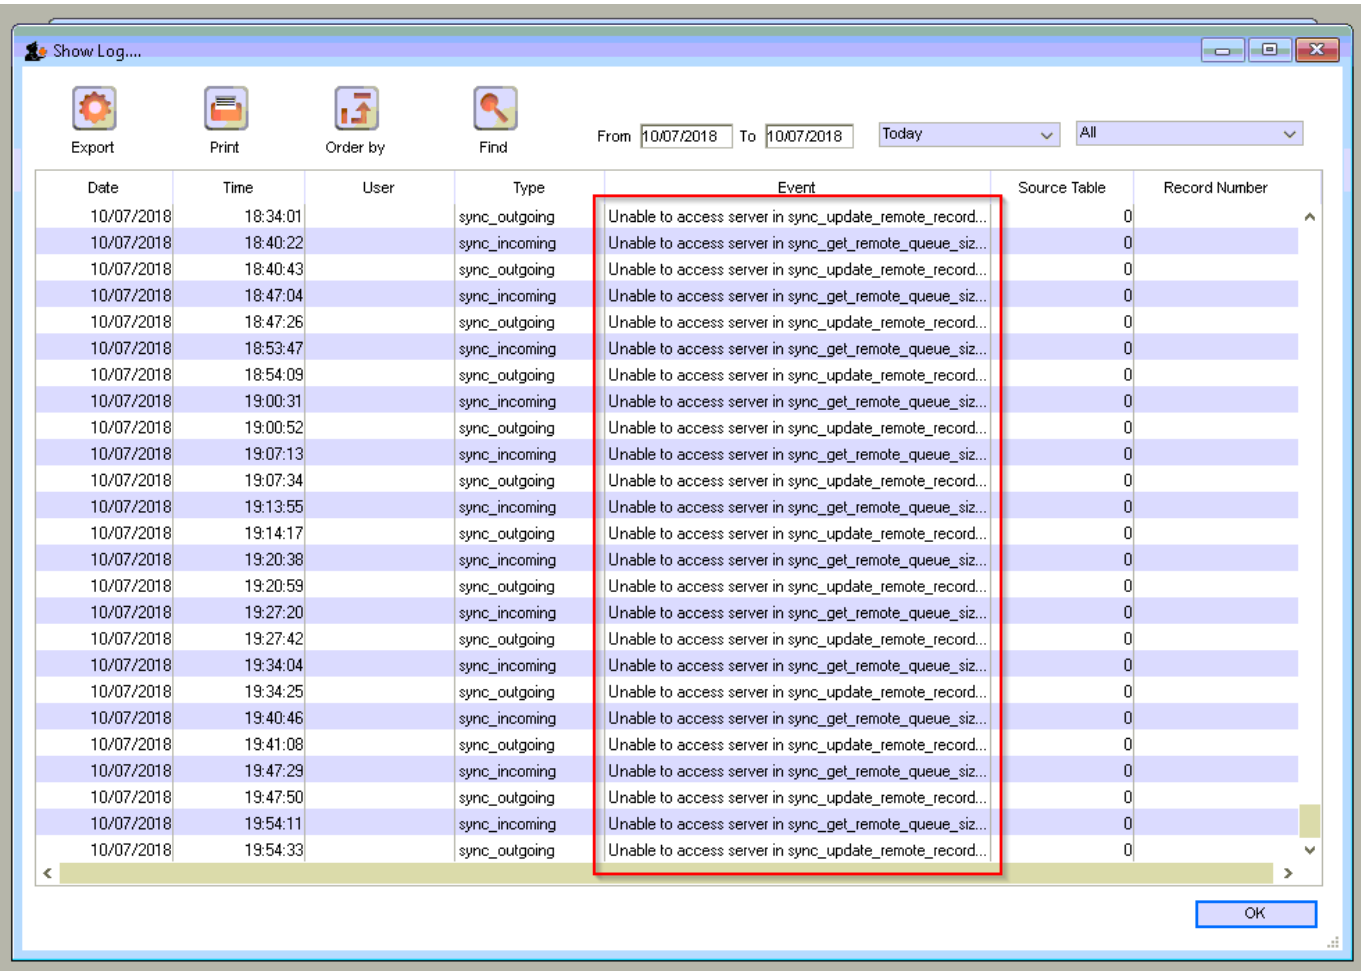 Show Log....
Export Print Order by Find From 10/07/2018 To 10/07/2018 Today All
Date Time User Type Event Source Table Record Number
10/07/2018 18:34:01 sync_outgoing Unable to access server in sync_update_remote_record... 0
10/07/2018 18:40:22 sync_incoming Unable to access server in sync_get_remote_queue_siz... 0
10/07/2018 18:40:43 sync_outgoing Unable to access server in sync_update_remote_record... 0
10/07/2018 18:47:04 sync_incoming Unable to access server in sync_get_remote_queue_siz... 0
10/07/2018 18:47:26 sync_outgoing Unable to access server in sync_update_remote_record... 0
10/07/2018 18:53:47 sync_incoming Unable to access server in sync_get_remote_queue_siz... 0
10/07/2018 18:54:09 sync_outgoing Unable to access server in sync_update_remote_record... 0
10/07/2018 19:00:31 sync_incoming Unable to access server in sync_get_remote_queue_siz... 0
10/07/2018 19:00:52 sync_outgoing Unable to access server in sync_update_remote_record... 0
10/07/2018 19:07:13 sync_incoming Unable to access server in sync_get_remote_queue_siz... 0
10/07/2018 19:07:34 sync_outgoing Unable to access server in sync_update_remote_record... 0
10/07/2018 19:13:55 sync_incoming Unable to access server in sync_get_remote_queue_siz... 0
10/07/2018 19:14:17 sync_outgoing Unable to access server in sync_update_remote_record... 0
10/07/2018 19:20:38 sync_incoming Unable to access server in sync_get_remote_queue_siz... 0
10/07/2018 19:20:59 sync_outgoing Unable to access server in sync_update_remote_record... 0
10/07/2018 19:27:20 sync_incoming Unable to access server in sync_get_remote_queue_siz... 0
10/07/2018 19:27:42 sync_outgoing Unable to access server in sync_update_remote_record... 0
10/07/2018 19:34:04 sync_incoming Unable to access server in sync_get_remote_queue_siz... 0
10/07/2018 19:34:25 sync_outgoing Unable to access server in sync_update_remote_record... 0
10/07/2018 19:40:46 sync_incoming Unable to access server in sync_get_remote_queue_siz... 0
10/07/2018 19:41:08 sync_outgoing Unable to access server in sync_update_remote_record... 0
10/07/2018 19:47:29 sync_incoming Unable to access server in sync_get_remote_queue_siz... 0
10/07/2018 19:47:50 sync_outgoing Unable to access server in sync_update_remote_record... 0
10/07/2018 19:54:11 sync_incoming Unable to access server in sync_get_remote_queue_siz... 0
10/07/2018 19:54:33 sync_outgoing Unable to access server in sync_update_remote_record... 0
OK